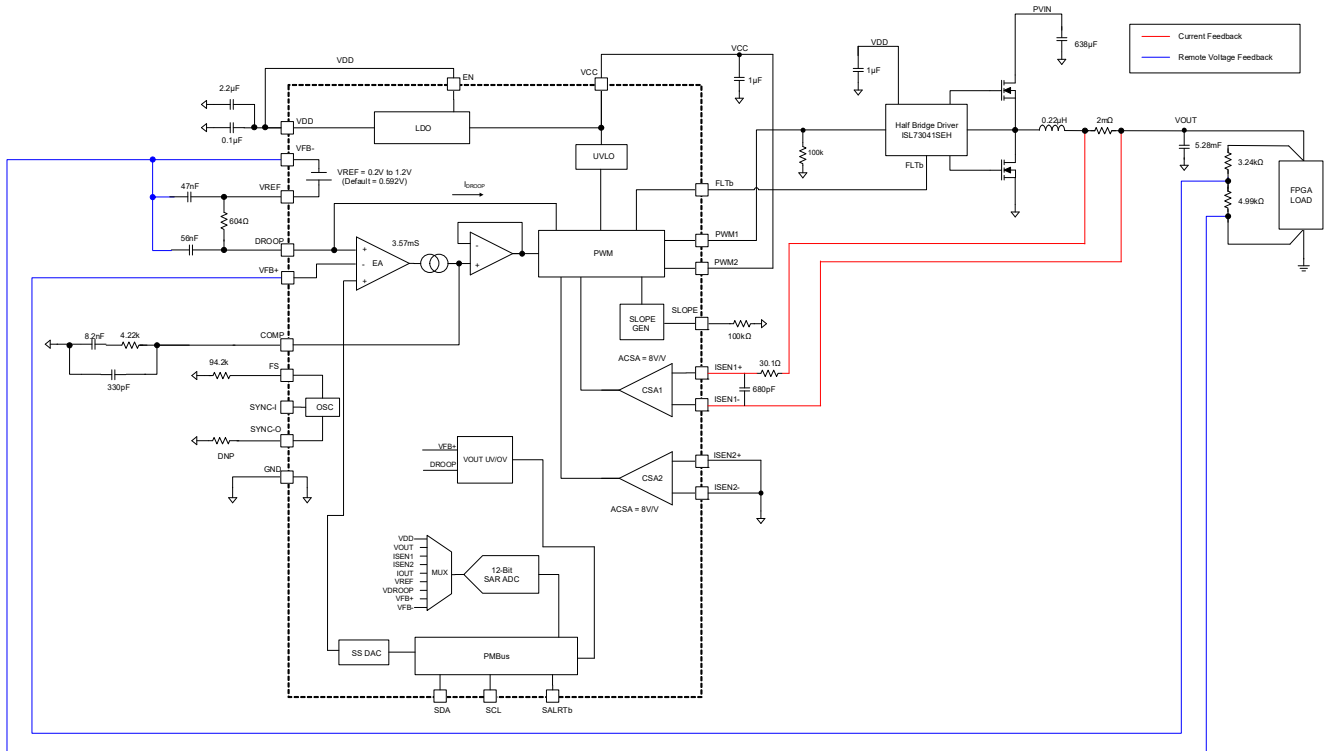 PVIN
638µF
Current Feedback
Remote Voltage Feedback
VDD
1µF
VCC
1µF
VDD
EN
VCC
2.2µF
0.1µF
VDD
LDO
UVLO
Half Bridge Driver
ISL73041SEH
FLTb
100k
0.22µH
2mΩ
VOUT
5.28mF
3.24kΩ
4.99kΩ
FPGA
LOAD
VFB-
VREF = 0.2V to 1.2V
(Default = 0.592V)
47nF
VREF
604Ω
56nF
DROOP
VFB+
IDROOP
FLTb
3.57mS
+
-
+
EA
-
+
PWM
PWM1
PWM2
SLOPE
GEN
SLOPE
100kΩ
COMP
8.2nF
4.22k
330pF
94.2k
FS
SYNC-I
OSC
SYNC-O
DNP
GND
ACSA = 8V/V
CSA1
ISEN1+
30.1Ω
680pF
ISEN1-
VFB+
DROOP
VOUT UV/OV
CSA2
ISEN2+
ISEN2-
ACSA = 8V/V
VDD
VOUT
ISEN1
ISEN2
IOUT
VREF
VDROOP
VFB+
VFB-
MUX
12-Bit
SAR ADC
SS DAC
PMBus
SDA
SCL
SALRTb